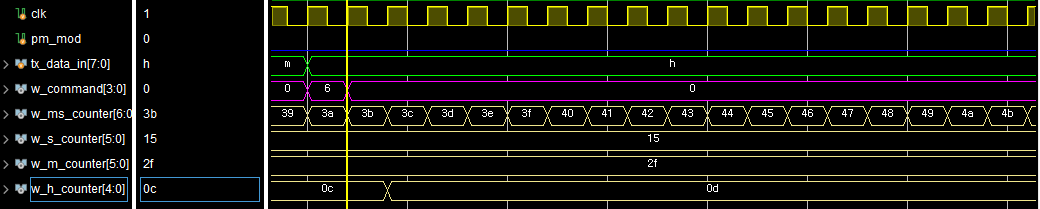 clk 1
pm_mod 0
tx_data_in[7:0] h m h
w_command[3:0] 0 0 6 0
w_ms_counter[6:0 3b 39 3a 3b 3c 3d 3e 3f 40 41 42 43 44 45 46 47 48 49 4a 4b
w_s_counter[5:0] 15 15
w_m_counter[5:0] 2f 2f
w_h_counter[4:0] 0c 0c 0d